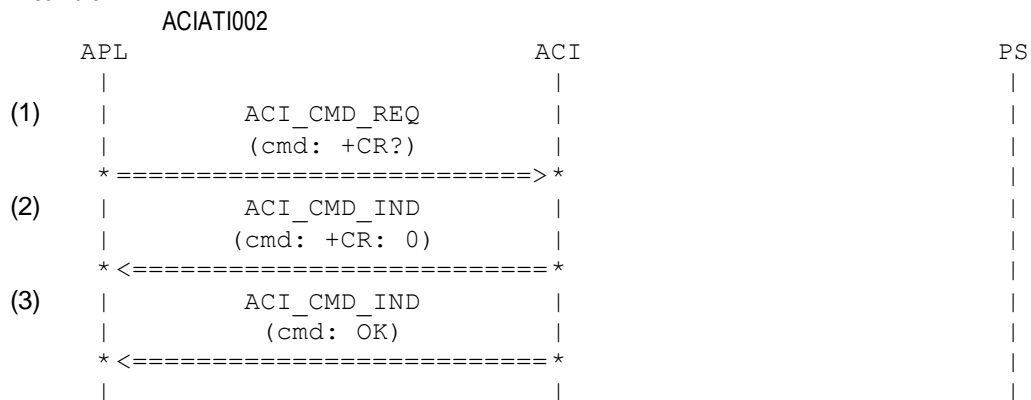 ACIATI002
APL ACI PS
| | |
(1) | ACI_CMD_REQ | |
| (cmd: +CR?) | |
*==========================>* |
(2) | ACI_CMD_IND | |
| (cmd: +CR: 0) | |
*<==========================* |
(3) | ACI_CMD_IND | |
| (cmd: OK) | |
*<==========================* |
| | |